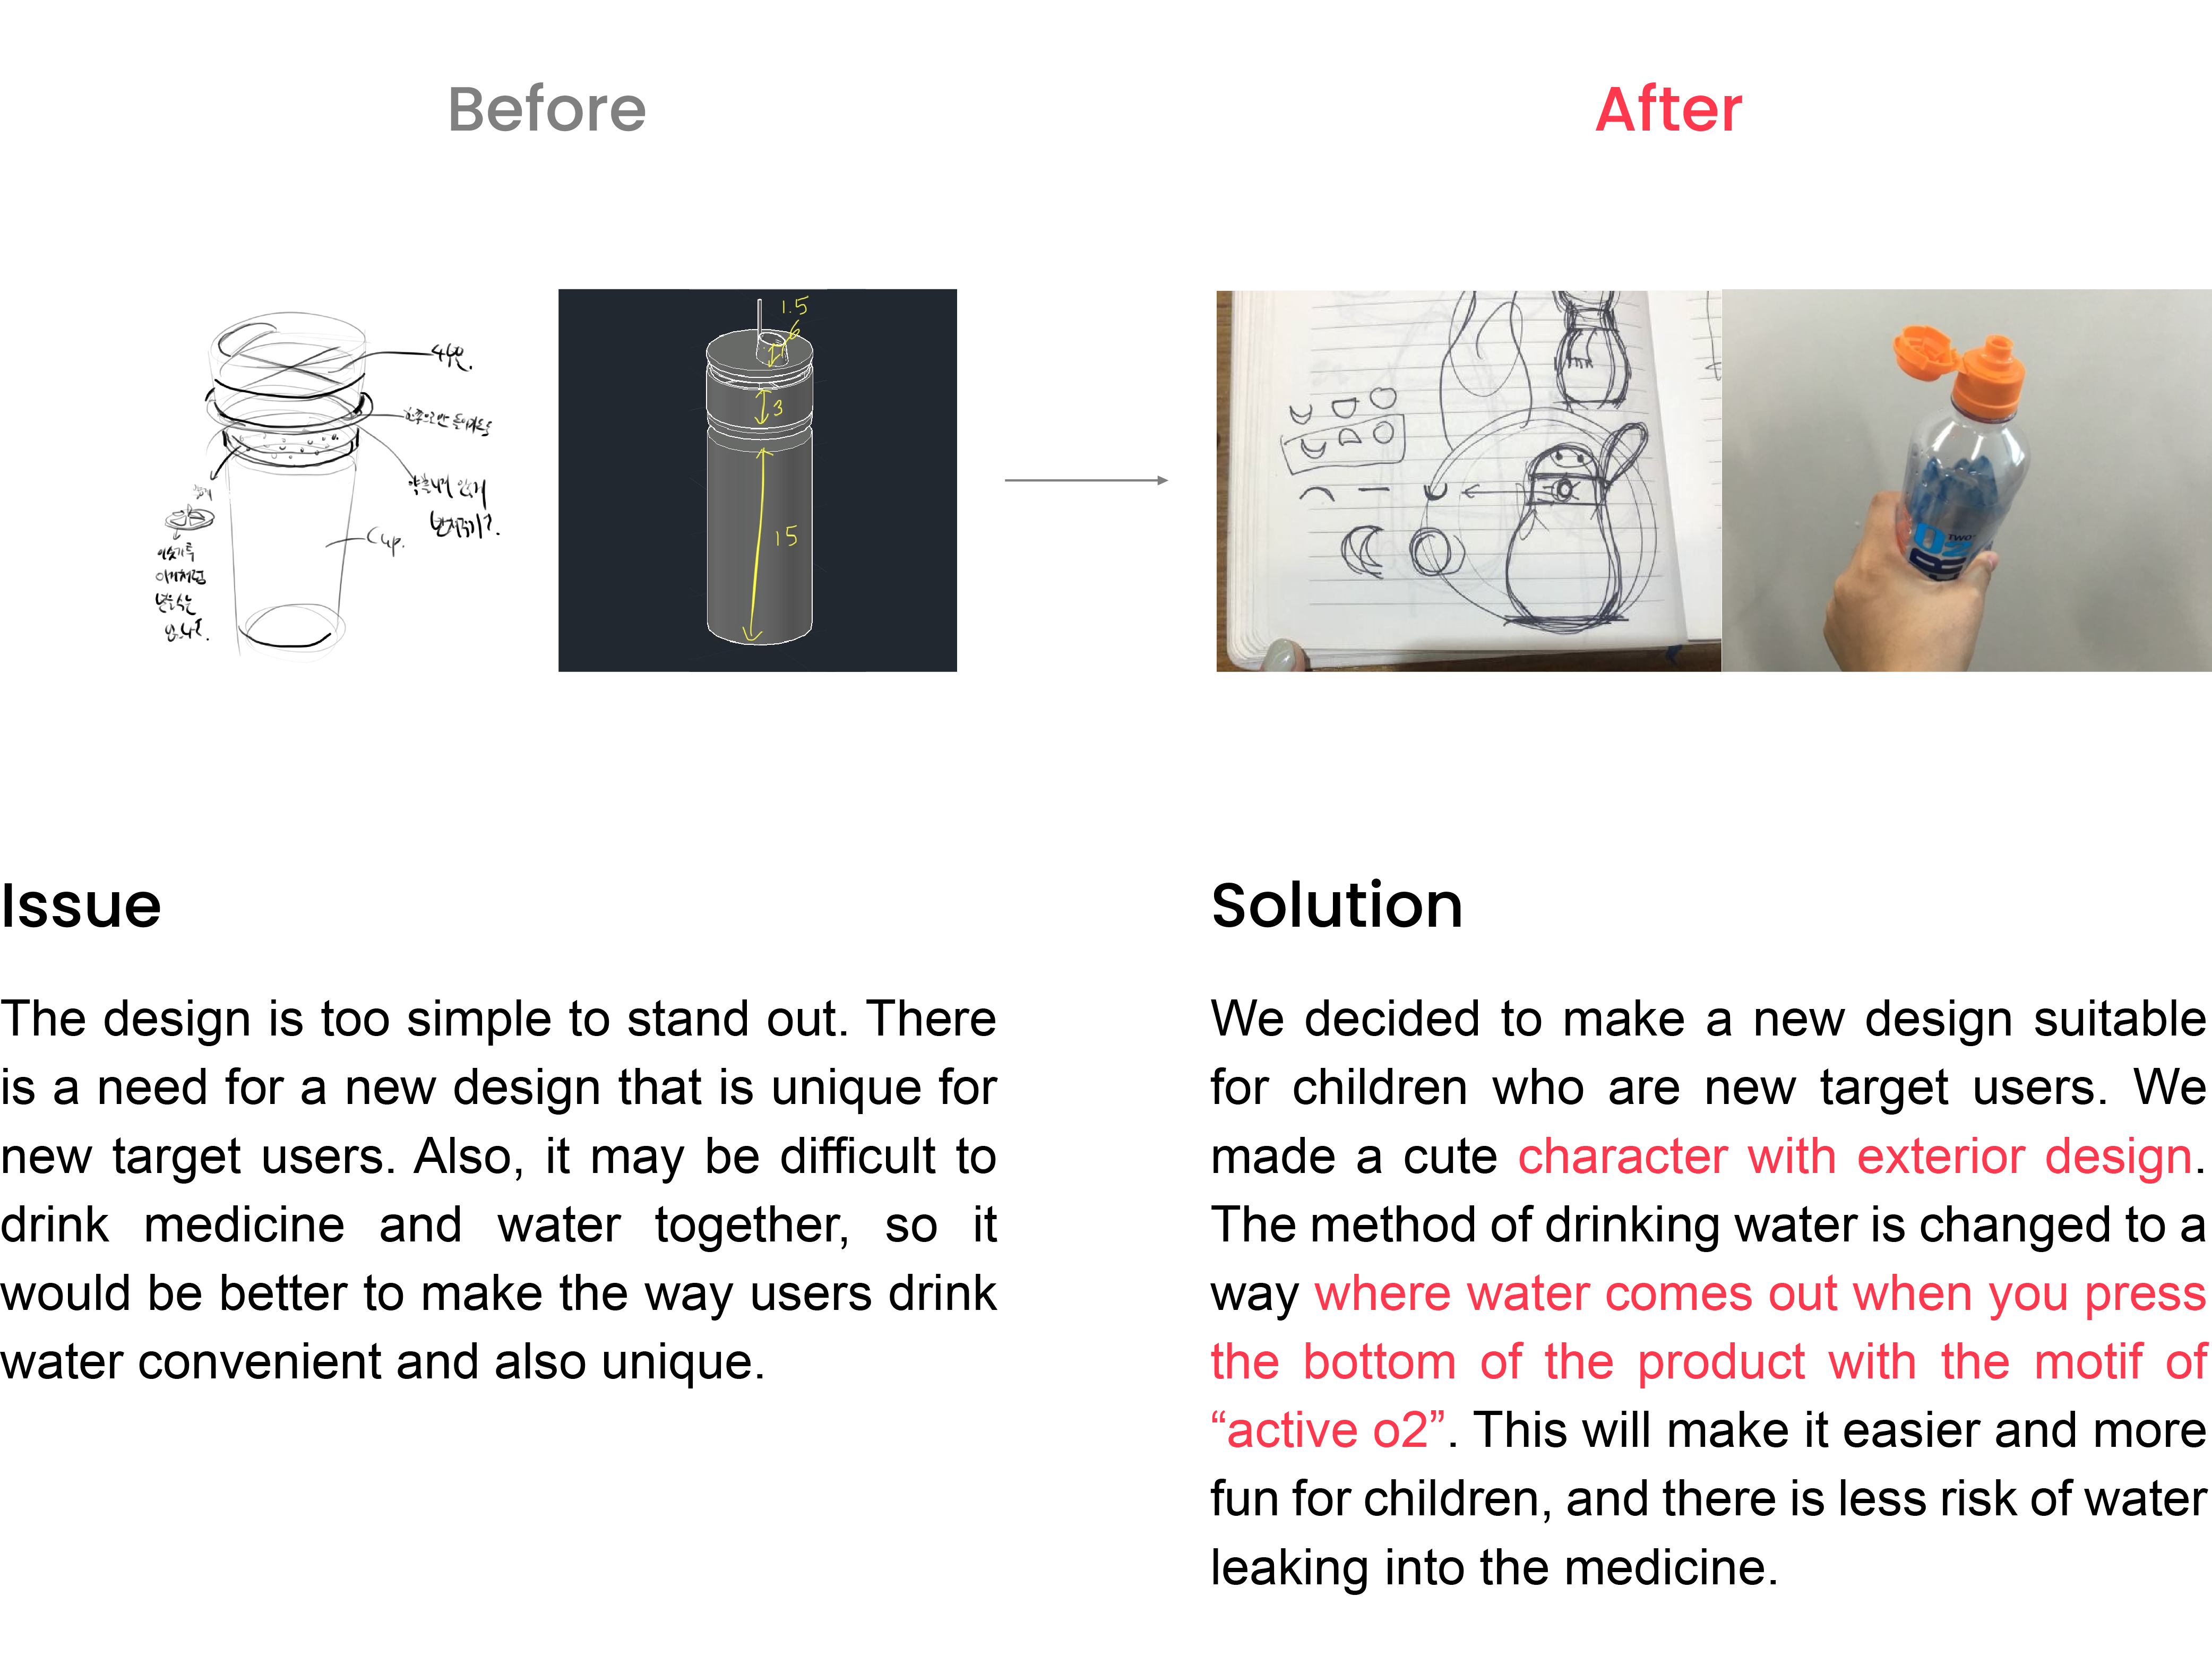 Before
After
Cup.
1.5
6
3
15
TWO
O2
Issue
The design is too simple to stand out. There
is a need for a new design that is unique for
new target users. Also, it may be difficult to
drink medicine and water together, so it
would be better to make the way users drink
water convenient and also unique.
Solution
We decided to make a new design suitable
for children who are new target users. We
made a cute character with exterior design.
The method of drinking water is changed to a
way where water comes out when you press
the bottom of the product with the motif of
“active o2”. This will make it easier and more
fun for children, and there is less risk of water
leaking into the medicine.